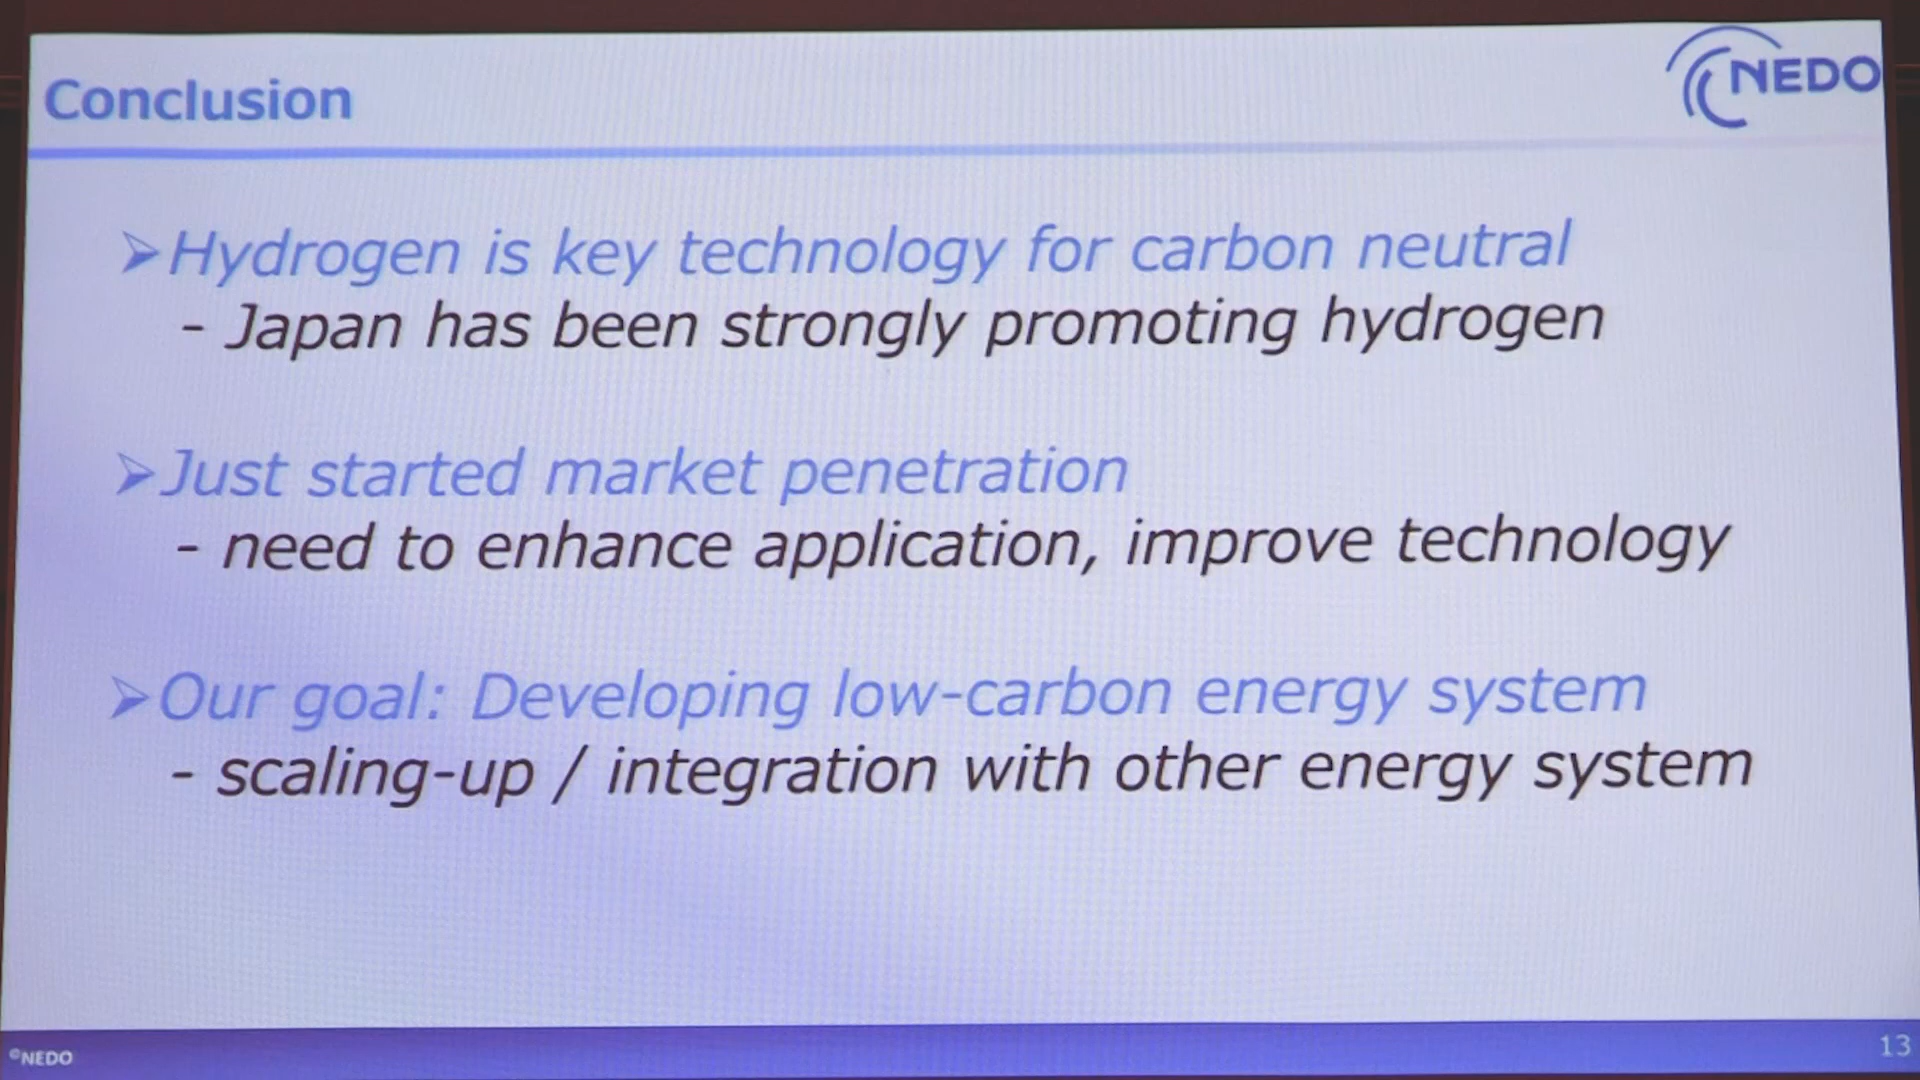 Conclusion
NEDO
➢Hydrogen is key technology for carbon neutral
- Japan has been strongly promoting hydrogen
➢Just started market penetration
- need to enhance application, improve technology
➢Our goal: Developing low-carbon energy system
- scaling-up / integration with other energy system
©NEDO
13